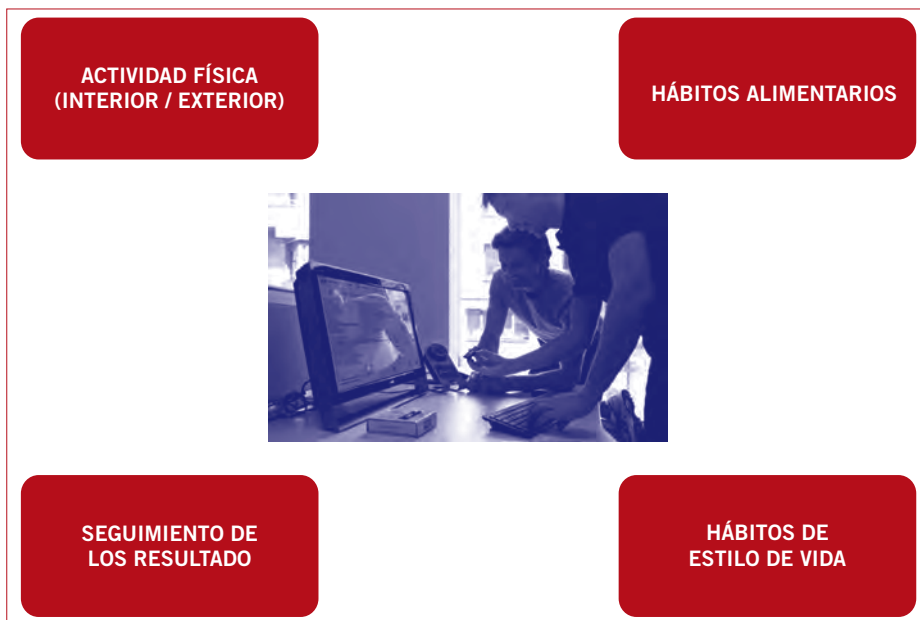 ACTIVIDAD FÍSICA
(INTERIOR / EXTERIOR)
HÁBITOS ALIMENTARIOS
SEGUIMIENTO DE
LOS RESULTADO
HÁBITOS DE
ESTILO DE VIDA